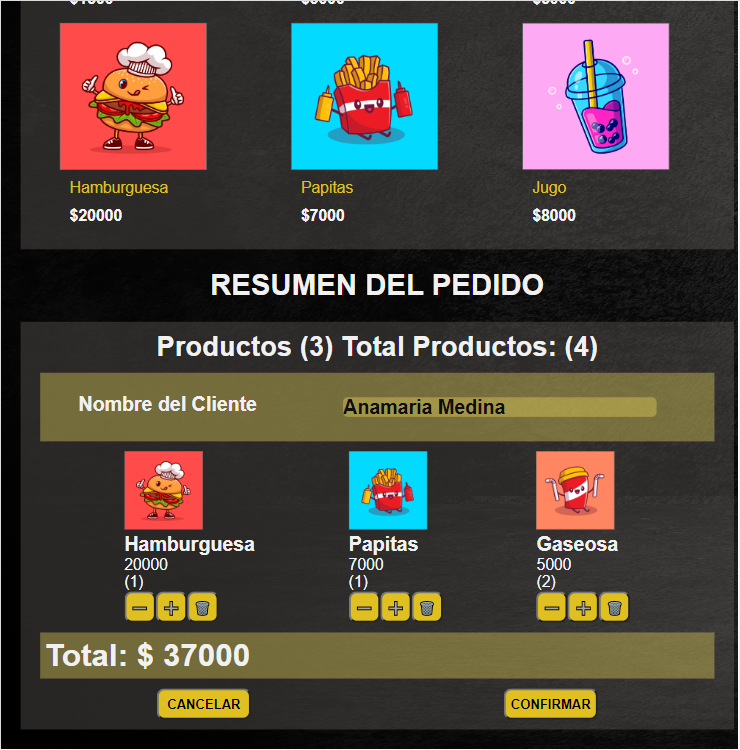 Hamburguesa Papitas Jugo
$20000 $7000 $8000
RESUMEN DEL PEDIDO
Productos (3) Total Productos: (4)
Nombre del Cliente Anamaria Medina
Hamburguesa Papitas Gaseosa
20000 7000 5000
(1) (1) (2)
Total: $ 37000
CANCELAR CONFIRMAR